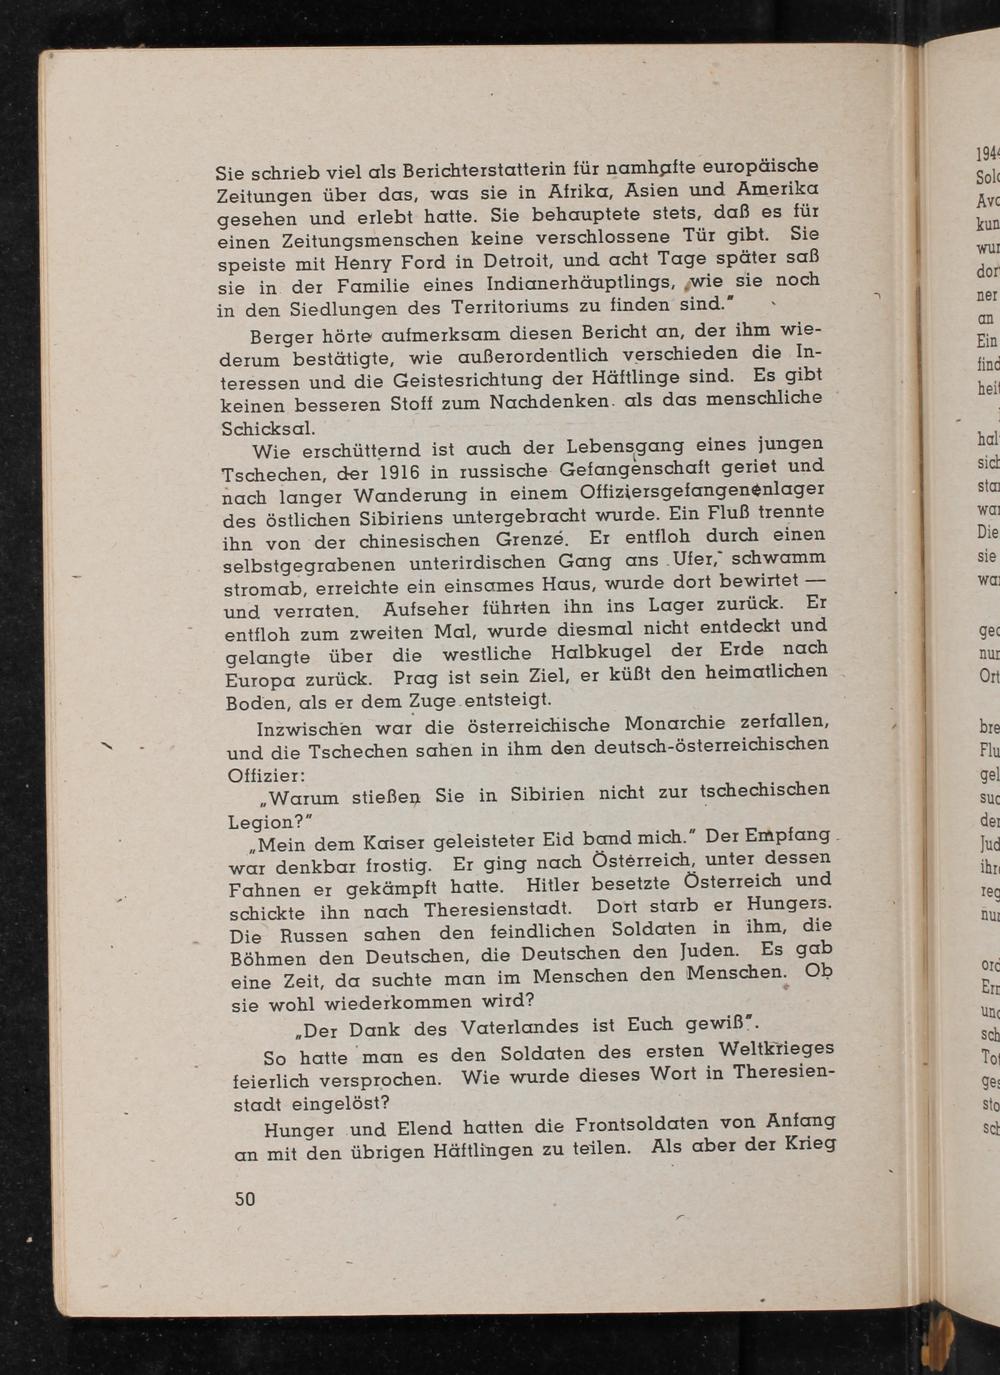 Sie schrieb viel als Berichterstatterin für namhafte europäische
Zeitungen über das, was sie in Afrika, Asien und Amerika
gesehen und erlebt hatte. Sie behauptete stets, daß es für
einen Zeitungsmenschen keine verschlossene Tür gibt. Sie
speiste mit Henry Ford in Detroit, und acht Tage später saß
sie in der Familie eines Indianerhäuptlings, wie sie noch
in den Siedlungen des Territoriums zu finden sind."
Berger hörte aufmerksam diesen Bericht an, der ihm wie-
derum bestätigte, wie außerordentlich verschieden die In-
teressen und die Geistesrichtung der Häftlinge sind. Es gibt
keinen besseren Stoff zum Nachdenken als das menschliche
Schicksal.
Wie erschütternd ist auch der Lebensgang eines jungen
Tschechen, der 1916 in russische Gefangenschaft geriet und
nach langer Wanderung in einem Offiziersgefangenenlager
des östlichen Sibiriens untergebracht wurde. Ein Fluß trennte
ihn von der chinesischen Grenze. Er entfloh durch einen
selbstgegrabenen unterirdischen Gang ans Ufer, schwamm
stromab, erreichte ein einsames Haus, wurde dort bewirtet —
und verraten. Aufseher führten ihn ins Lager zurück. Er
entfloh zum zweiten Mal, wurde diesmal nicht entdeckt und
gelangte über die westliche Halbkugel der Erde nach
Europa zurück. Prag ist sein Ziel, er küßt den heimatlichen
Boden, als er dem Zuge entsteigt.
Inzwischen war die österreichische Monarchie zerfallen,
und die Tschechen sahen in ihm den deutsch-österreichischen
Offizier:
„Warum stießen Sie in Sibirien nicht zur tschechischen
Legion?"
„Mein dem Kaiser geleisteter Eid band mich." Der Empfang
war denkbar frostig. Er ging nach Österreich, unter dessen
Fahnen er gekämpft hatte. Hitler besetzte Österreich und
schickte ihn nach Theresienstadt. Dort starb er Hungers.
Die Russen sahen den feindlichen Soldaten in ihm, die
Böhmen den Deutschen, die Deutschen den Juden. Es gab
eine Zeit, da suchte man im Menschen den Menschen. Ob
sie wohl wiederkommen wird?
„Der Dank des Vaterlandes ist Euch gewiß".
So hatte man es den Soldaten des ersten Weltkrieges
feierlich versprochen. Wie wurde dieses Wort in Theresien-
stadt eingelöst?
Hunger und Elend hatten die Frontsoldaten von Anfang
an mit den übrigen Häftlingen zu teilen. Als aber der Krieg
50